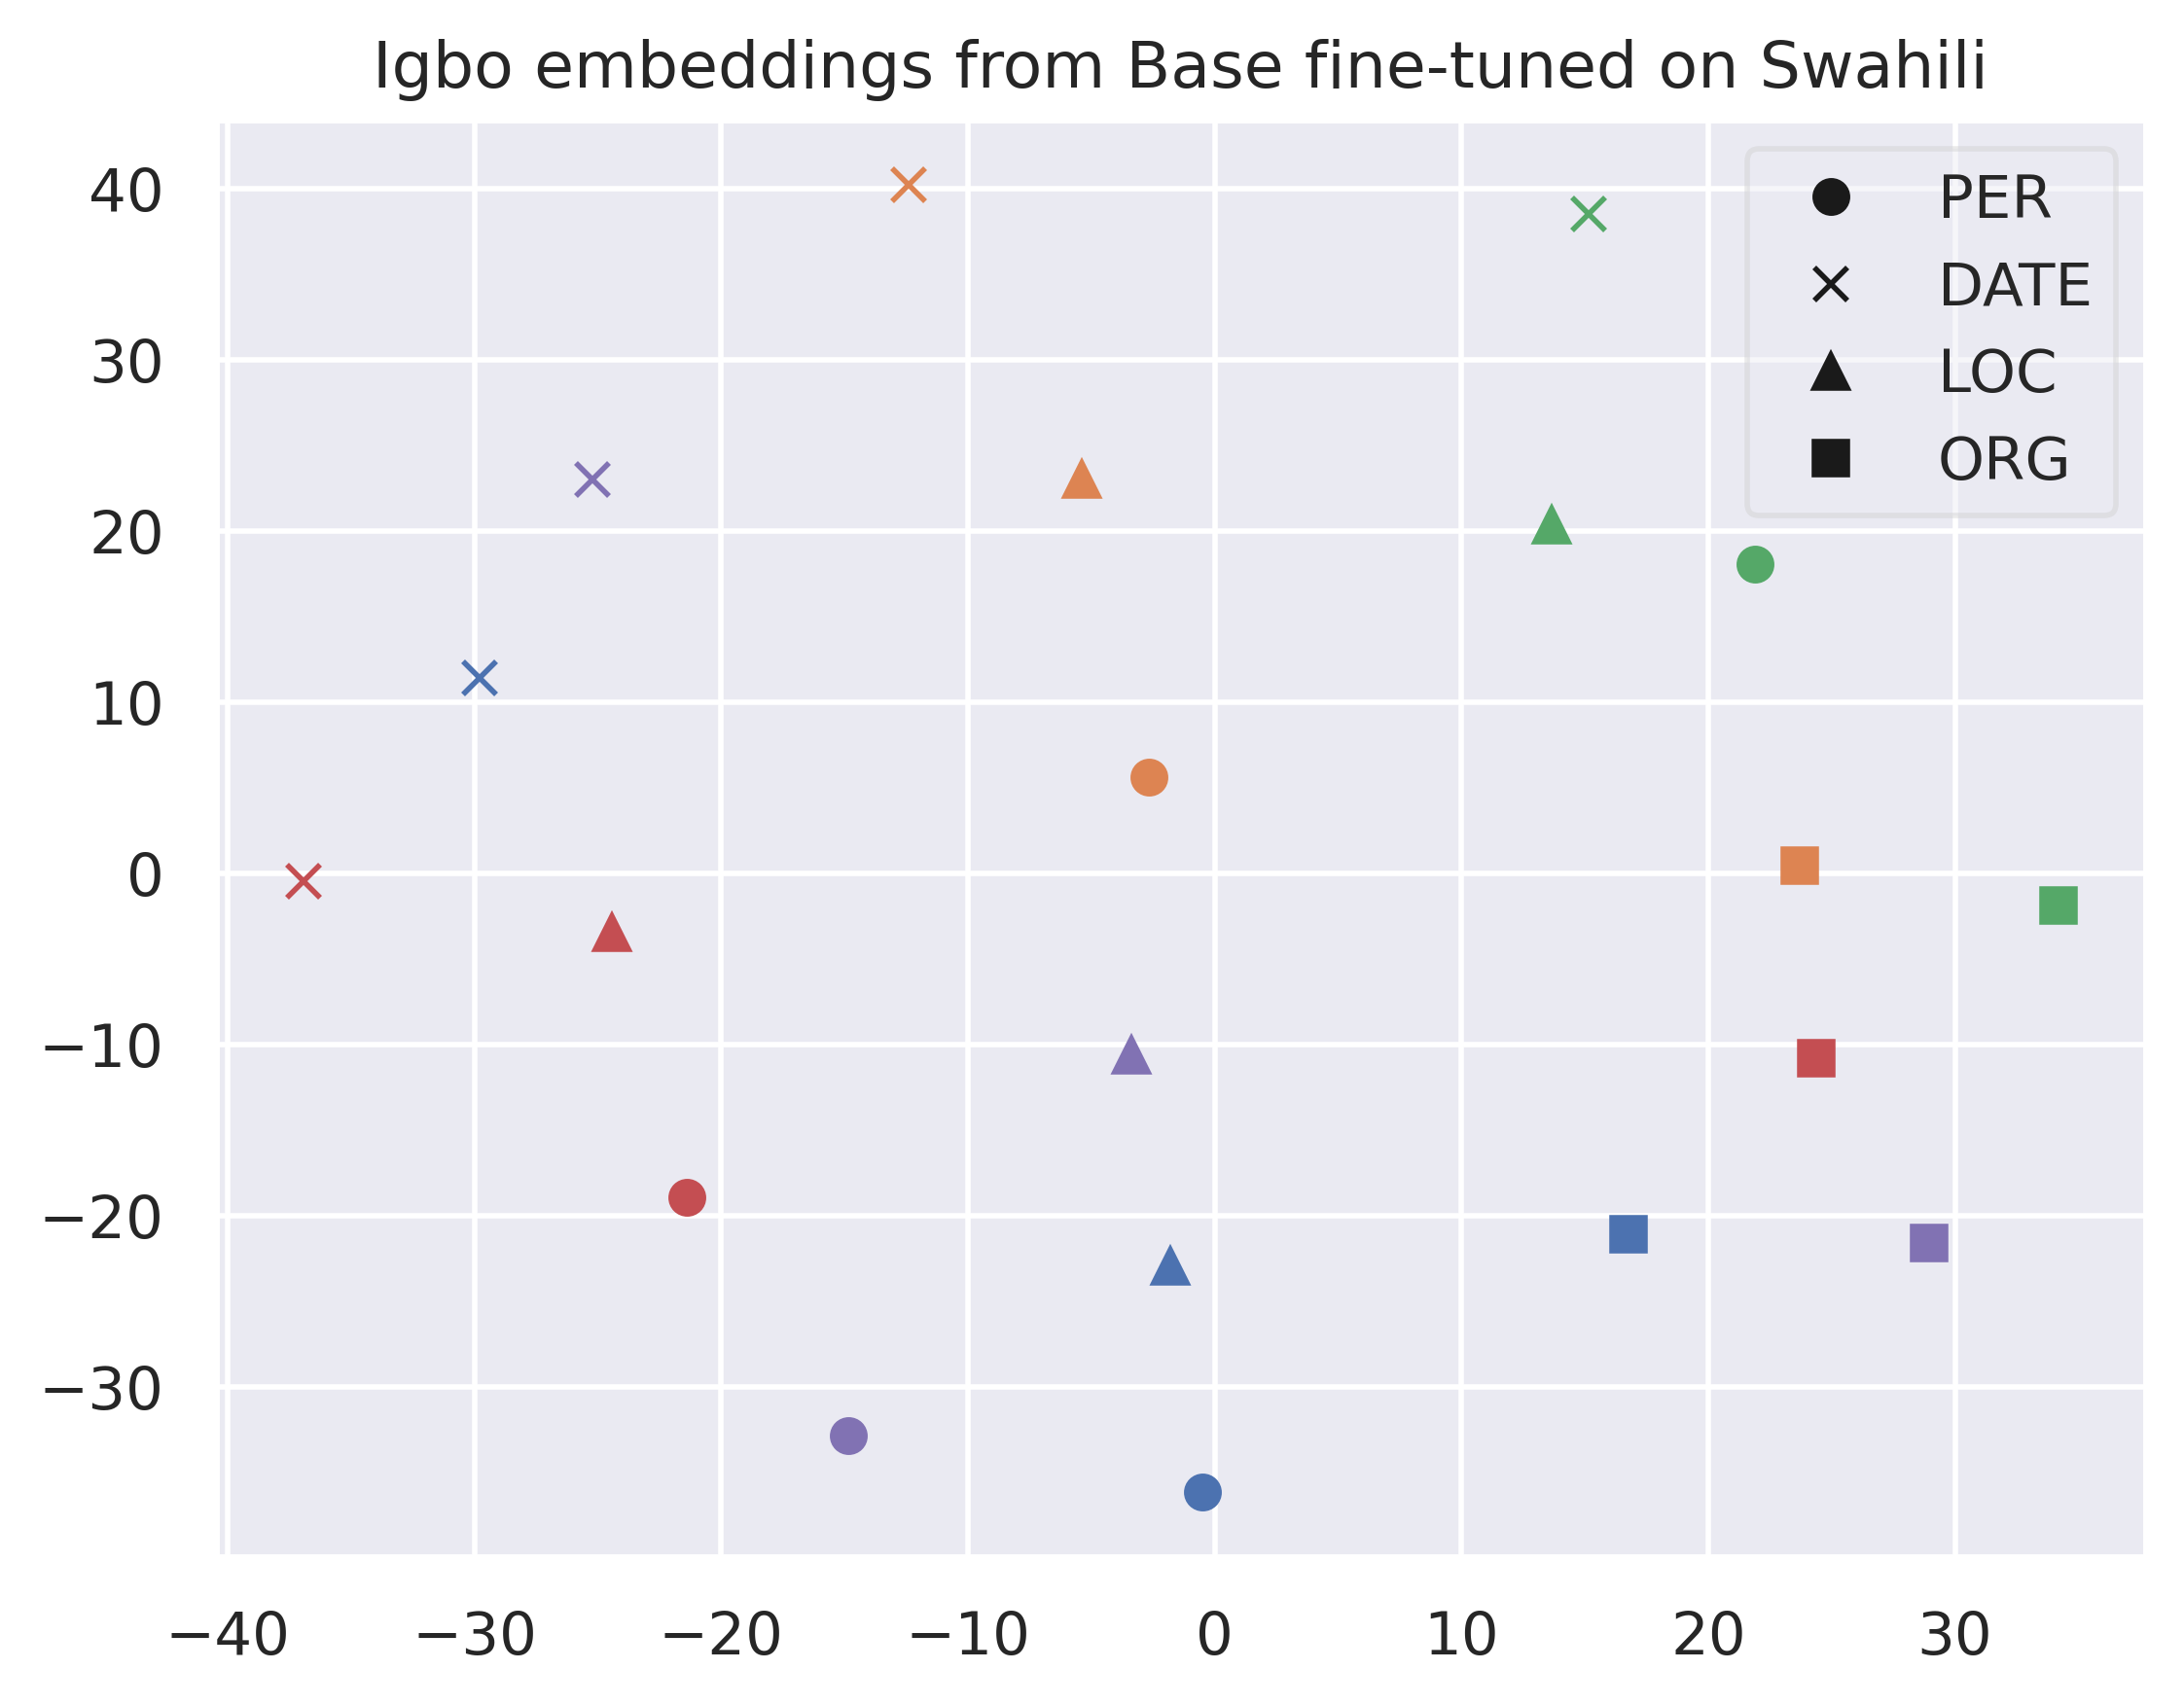 Igbo embeddings from Base fine-tuned on Swahili
40
30
20
10
0
−10
−20
−30
PER
DATE
LOC
ORG
−40 −30 −20 −10 0 10 20 30